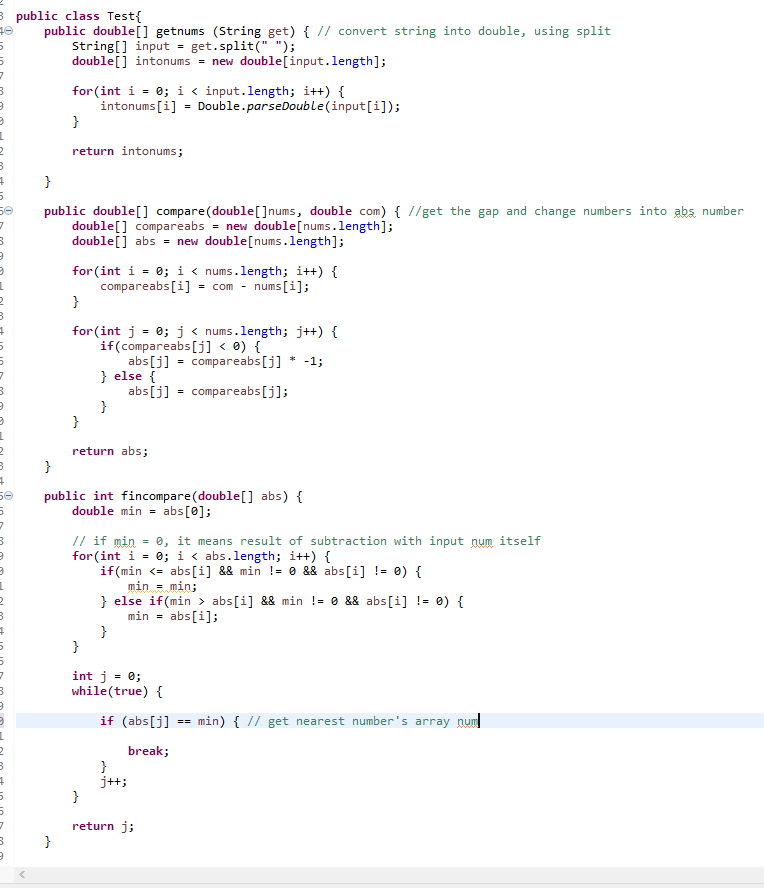 public class Test{
    public double[] getnums (String get) { // convert string into double, using split
        String[] input = get.split(" ");
        double[] intonums = new double[input.length];

        for(int i = 0; i < input.length; i++) {
            intonums[i] = Double.parseDouble(input[i]);
        }

        return intonums;

    }

    public double[] compare(double[]nums, double com) { //get the gap and change numbers into abs number
        double[] compareabs = new double[nums.length];
        double[] abs = new double[nums.length];

        for(int i = 0; i < nums.length; i++) {
            compareabs[i] = com - nums[i];
        }

        for(int j = 0; j < nums.length; j++) {
            if(compareabs[j] < 0) {
                abs[j] = compareabs[j] * -1;
            } else {
                abs[j] = compareabs[j];
            }
        }

        return abs;
    }

    public int fincompare(double[] abs) {
        double min = abs[0];

        // if min = 0, it means result of subtraction with input num itself
        for(int i = 0; i < abs.length; i++) {
            if(min <= abs[i] && min != 0 && abs[i] != 0) {
                min = min;
            } else if(min > abs[i] && min != 0 && abs[i] != 0) {
                min = abs[i];
            }
        }

        int j = 0;
        while(true) {

            if (abs[j] == min) { // get nearest number's array num

                break;
            }
            j++;
        }

        return j;
    }